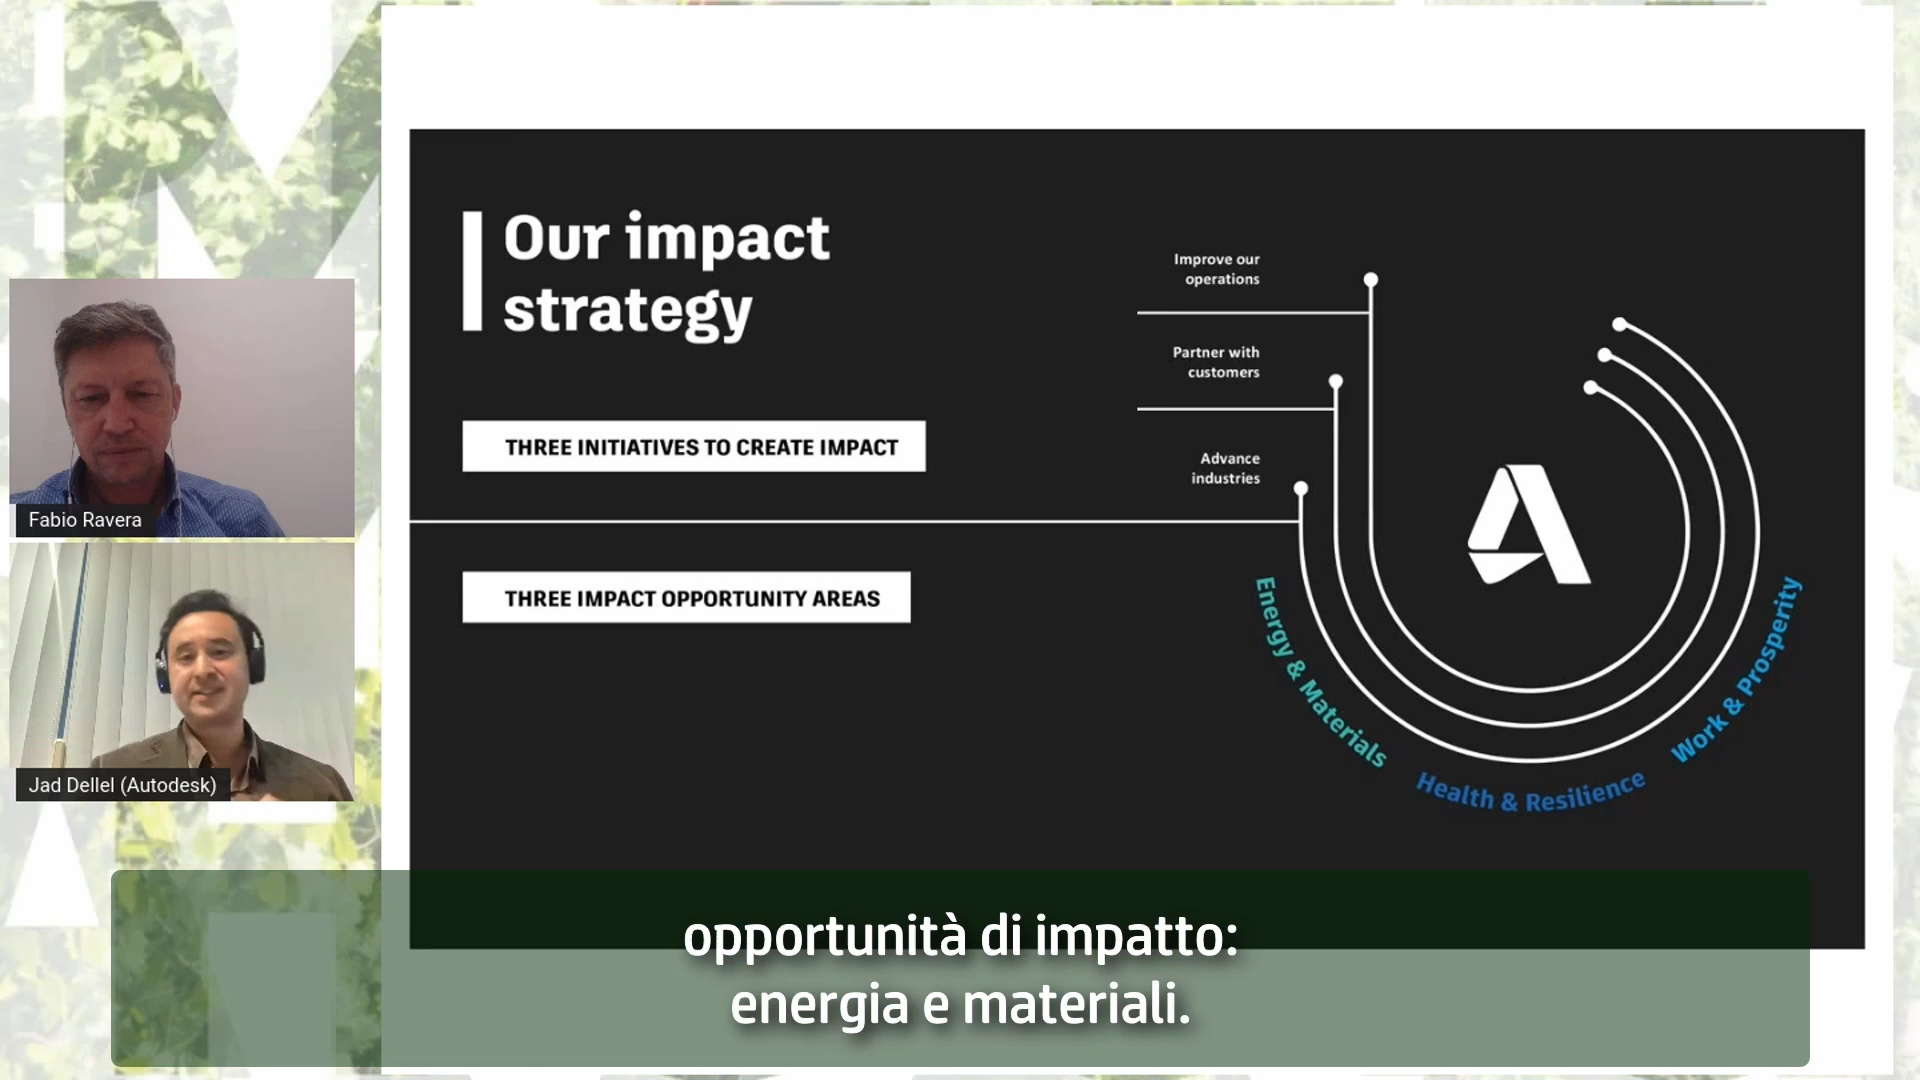 Our impact
strategy
THREE INITIATIVES TO CREATE IMPACT
THREE IMPACT OPPORTUNITY AREAS
Improve our
operations
Partner with
customers
Advance
industries
Energy & Materials
Health & Resilience
Work & Prosperity
Fabio Ravera
Jad Dellel (Autodesk)
opportunità di impatto:
energia e materiali.